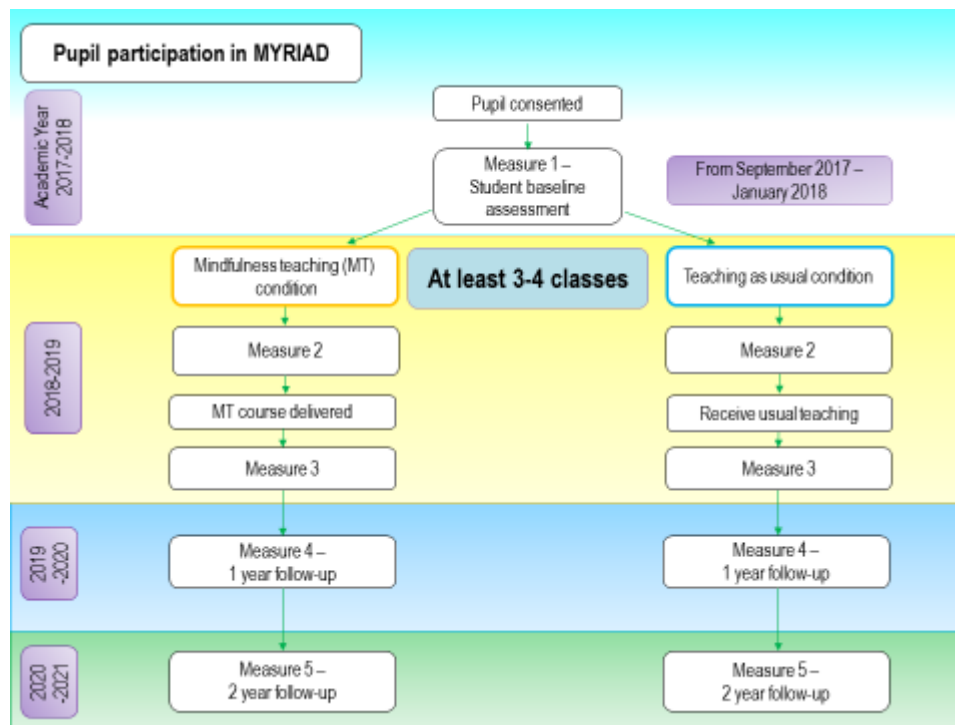 Pupil participation in MYRIAD
Academic Year
2017-2018
Pupil consented
Measure 1 –
Student baseline
assessment
From September 2017 –
January 2018
2018-2019
Mindfulness teaching (MT)
condition
At least 3-4 classes
Teaching as usual condition
Measure 2
Measure 2
MT course delivered
Receive usual teaching
Measure 3
Measure 3
2019
-2020
Measure 4 –
1 year follow-up
Measure 4 –
1 year follow-up
2020
-2021
Measure 5 –
2 year follow-up
Measure 5 –
2 year follow-up